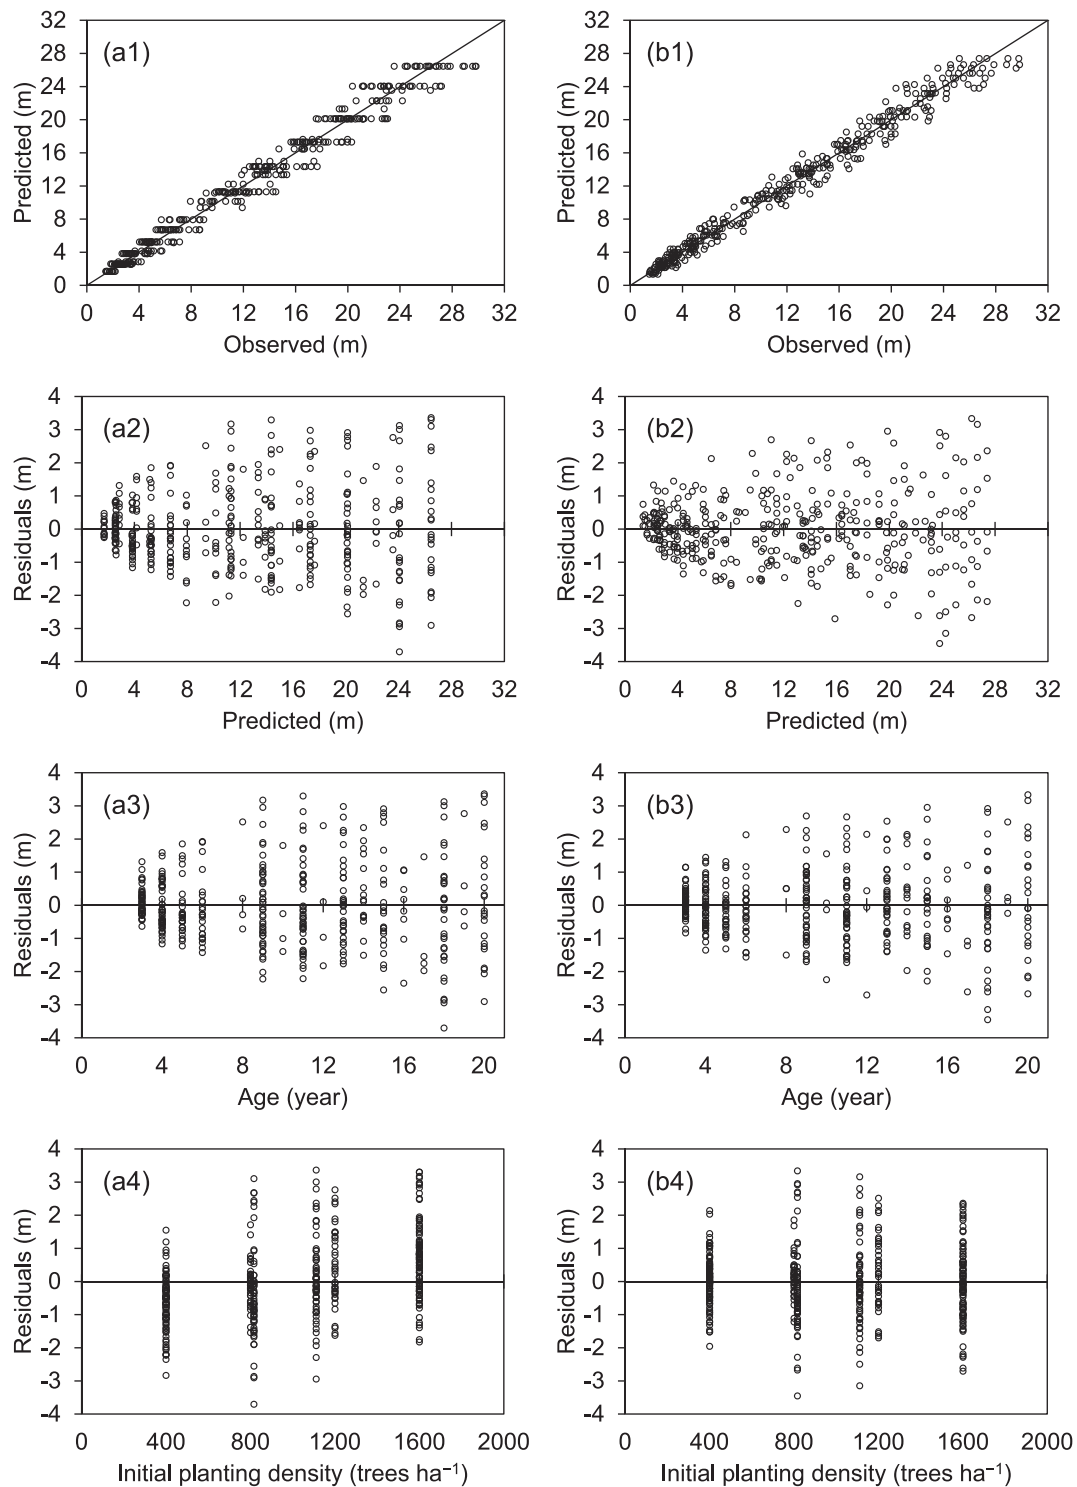 32 28 24 20 16 12 8 4 0
Predicted (m)
(a1)
0 4 8 12 16 20 24 28 32
Observed (m)
32 28 24 20 16 12 8 4 0
Predicted (m)
(b1)
0 4 8 12 16 20 24 28 32
Observed (m)
4 3 2 1 0 -1 -2 -3 -4
Residuals (m)
(a2)
0 4 8 12 16 20 24 28 32
Predicted (m)
4 3 2 1 0 -1 -2 -3 -4
Residuals (m)
(b2)
0 4 8 12 16 20 24 28 32
Predicted (m)
4 3 2 1 0 -1 -2 -3 -4
Residuals (m)
(a3)
0 4 8 12 16 20
Age (year)
4 3 2 1 0 -1 -2 -3 -4
Residuals (m)
(b3)
0 4 8 12 16 20
Age (year)
4 3 2 1 0 -1 -2 -3 -4
Residuals (m)
(a4)
0 400 800 1200 1600 2000
Initial planting density (trees ha⁻¹)
4 3 2 1 0 -1 -2 -3 -4
Residuals (m)
(b4)
0 400 800 1200 1600 2000
Initial planting density (trees ha⁻¹)